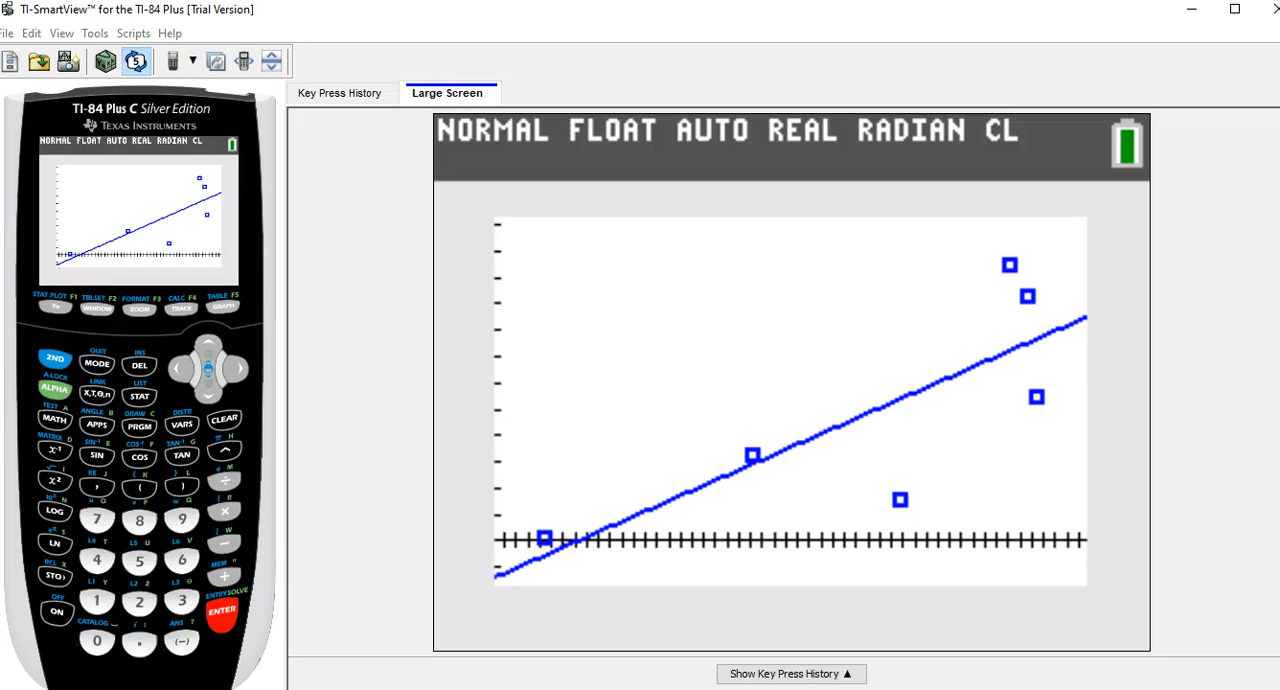 TI-SmartView™ for the TI-84 Plus [Trial Version]
File Edit View Tools Scripts Help
Key Press History
Large Screen
TI-84 Plus C Silver Edition
TEXAS INSTRUMENTS
NORMAL FLOAT AUTO REAL RADIAN CL
NORMAL FLOAT AUTO REAL RADIAN CL
STAT PLOT F1 TBLSET F2 FORMAT F3 CALC F4 TABLE F5
Y= WINDOW ZOOM TRACE GRAPH
QUIT INS
2ND MODE DEL
A-LOCK LINK LIST
ALPHA X,T,Θ,n STAT
TEST A ANGLE B DRAW C DISTR
MATH APPS PRGM VARS CLEAR
MATRIX D SIN⁻¹ E COS⁻¹ F TAN⁻¹ G π H
X⁻¹ SIN COS TAN ^
√ I EE J { K } L e M
X² , ( ) ÷
10ˣ N u O v P w Q [ R
LOG 7 8 9 ×
eˣ S L4 T L5 U L6 V ] W
LN 4 5 6 −
RCL X L1 Y L2 Z L3 θ MEM "
STO› 1 2 3 +
OFF CATALOG ⎵ i : ANS ? ENTRY SOLVE
ON 0 . (−) ENTER
Show Key Press History ▲